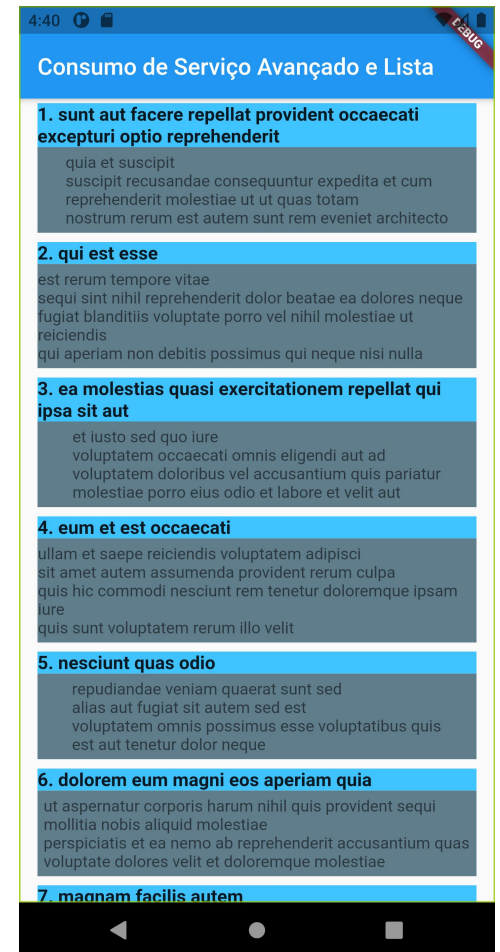 4:40
DEBUG
Consumo de Serviço Avançado e Lista
1. sunt aut facere repellat provident occaecati
excepturi optio reprehenderit
quia et suscipit
suscipit recusandae consequuntur expedita et cum
reprehenderit molestiae ut ut quas totam
nostrum rerum est autem sunt rem eveniet architecto
2. qui est esse
est rerum tempore vitae
sequi sint nihil reprehenderit dolor beatae ea dolores neque
fugiat blanditiis voluptate porro vel nihil molestiae ut
reiciendis
qui aperiam non debitis possimus qui neque nisi nulla
3. ea molestias quasi exercitationem repellat qui
ipsa sit aut
et iusto sed quo iure
voluptatem occaecati omnis eligendi aut ad
voluptatem doloribus vel accusantium quis pariatur
molestiae porro eius odio et labore et velit aut
4. eum et est occaecati
ullam et saepe reiciendis voluptatem adipisci
sit amet autem assumenda provident rerum culpa
quis hic commodi nesciunt rem tenetur doloremque ipsam
iure
quis sunt voluptatem rerum illo velit
5. nesciunt quas odio
repudiandae veniam quaerat sunt sed
alias aut fugiat sit autem sed est
voluptatem omnis possimus esse voluptatibus quis
est aut tenetur dolor neque
6. dolorem eum magni eos aperiam quia
ut aspernatur corporis harum nihil quis provident sequi
mollitia nobis aliquid molestiae
perspiciatis et ea nemo ab reprehenderit accusantium quas
voluptate dolores velit et doloremque molestiae
7. magnam facilis autem